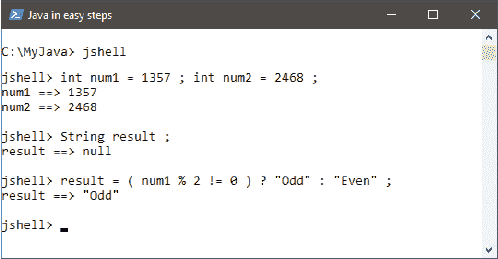 Java in easy steps
C:\MyJava> jshell
jshell> int num1 = 1357 ; int num2 = 2468 ;
num1 ==> 1357
num2 ==> 2468
jshell> String result ;
result ==> null
jshell> result = ( num1 % 2 != 0 ) ? "Odd" : "Even" ;
result ==> "Odd"
jshell>